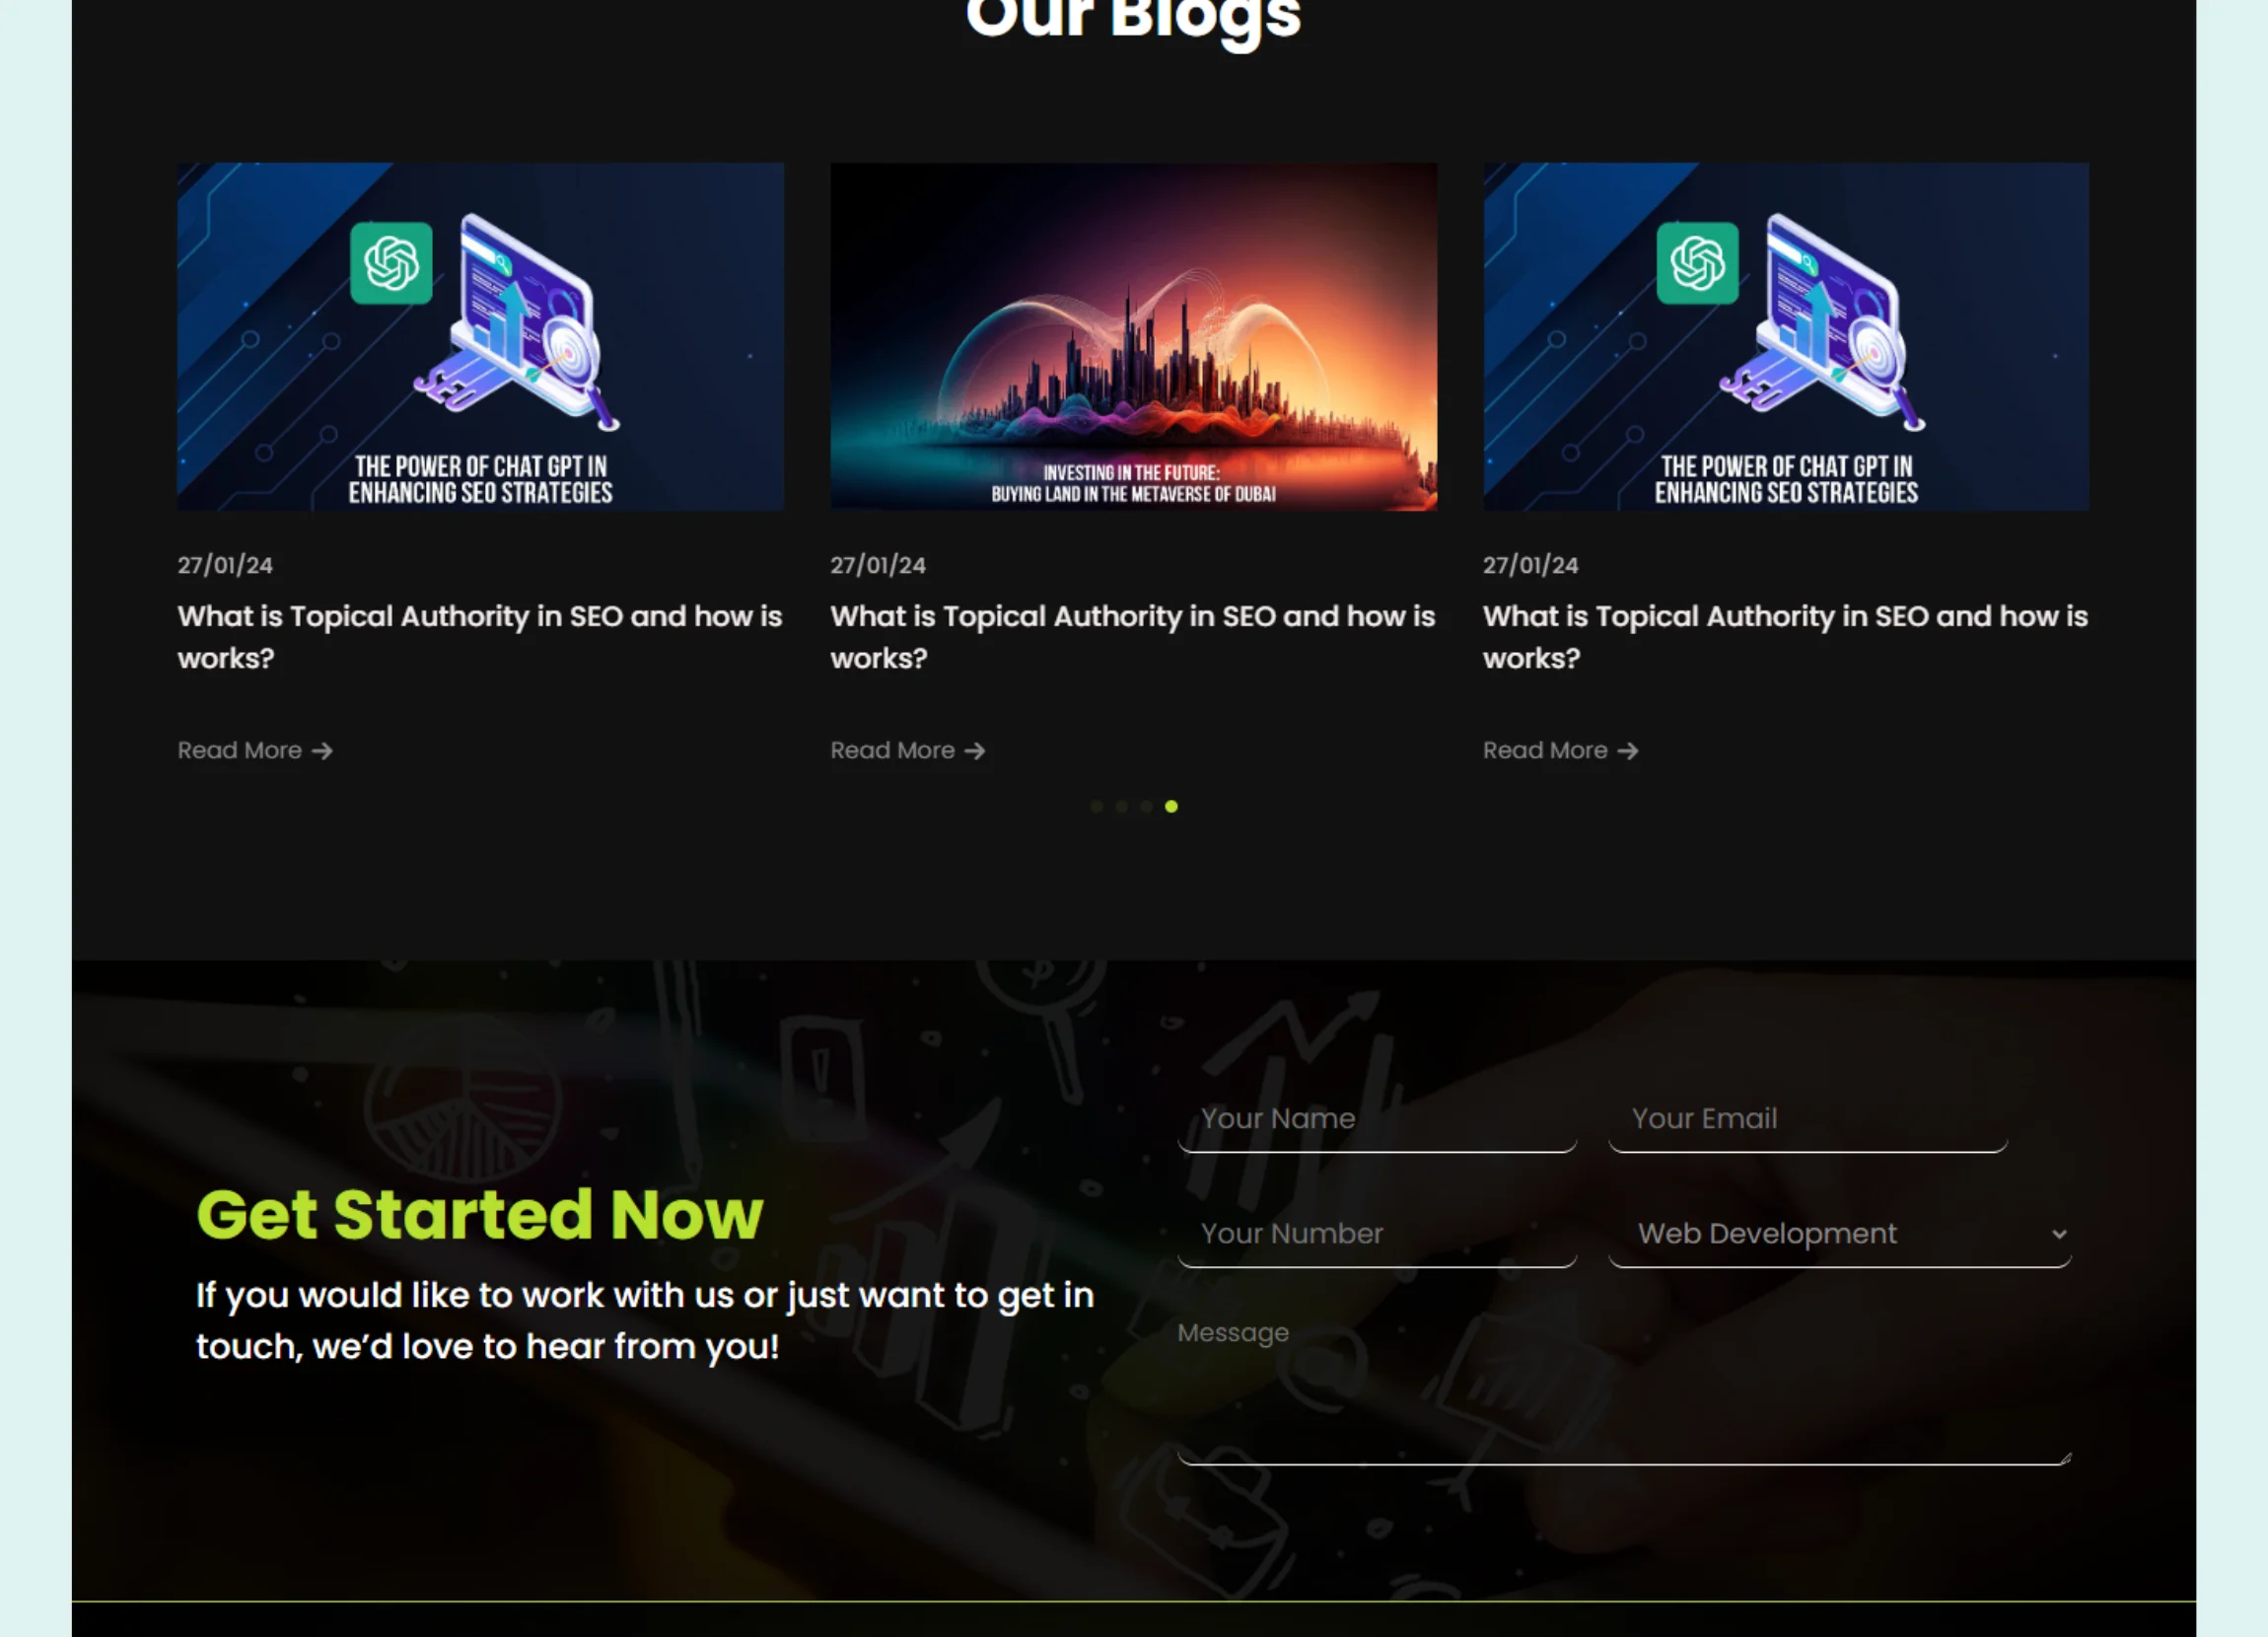 Our Blogs
SEO
THE POWER OF CHAT GPT IN
ENHANCING SEO STRATEGIES
27/01/24
What is Topical Authority in SEO and how is
works?
Read More
INVESTING IN THE FUTURE:
BUYING LAND IN THE METAVERSE OF DUBAI
27/01/24
What is Topical Authority in SEO and how is
works?
Read More
SEO
THE POWER OF CHAT GPT IN
ENHANCING SEO STRATEGIES
27/01/24
What is Topical Authority in SEO and how is
works?
Read More
Get Started Now
If you would like to work with us or just want to get in
touch, we’d love to hear from you!
Your Name
Your Email
Your Number
Web Development
Message